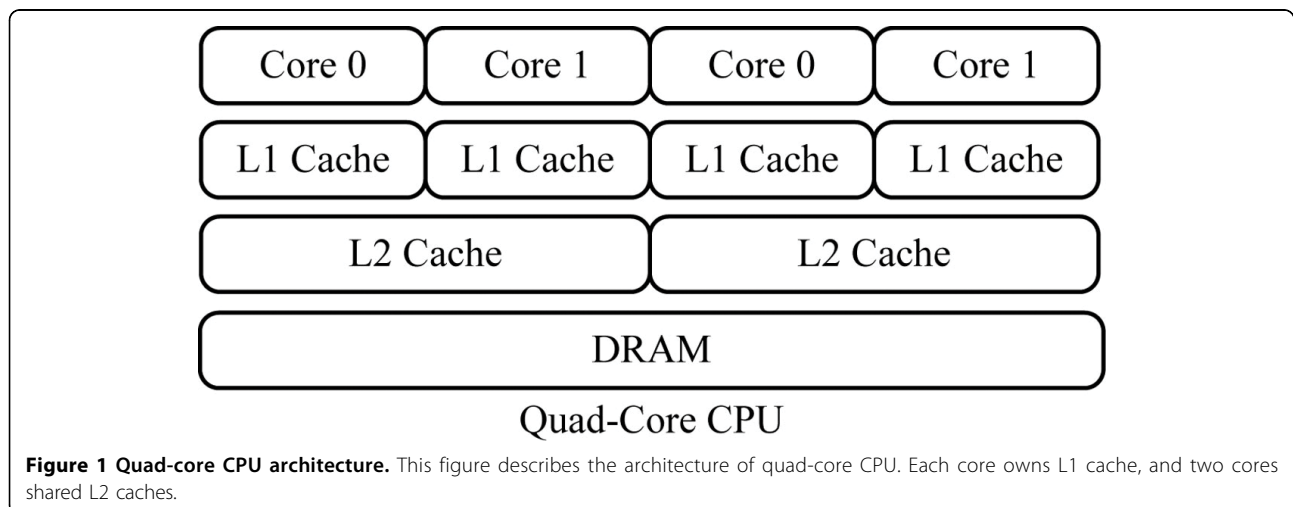 Core 0 Core 1 Core 0 Core 1
L1 Cache L1 Cache L1 Cache L1 Cache
L2 Cache L2 Cache
DRAM
Quad-Core CPU
Figure 1 Quad-core CPU architecture. This figure describes the architecture of quad-core CPU. Each core owns L1 cache, and two cores
shared L2 caches.